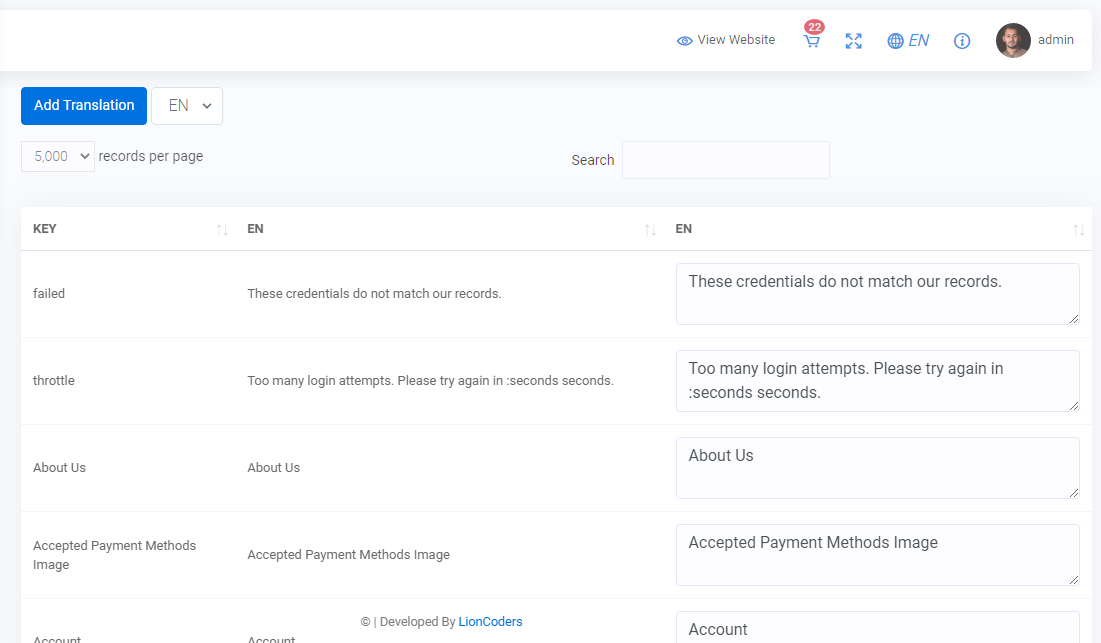 View Website 22 EN admin
Add Translation EN
5,000 records per page Search
KEY EN EN
failed These credentials do not match our records. These credentials do not match our records.
throttle Too many login attempts. Please try again in :seconds seconds. Too many login attempts. Please try again in
:seconds seconds.
About Us About Us About Us
Accepted Payment Methods
Image Accepted Payment Methods Image Accepted Payment Methods Image
© | Developed By LionCoders
Account Account Account